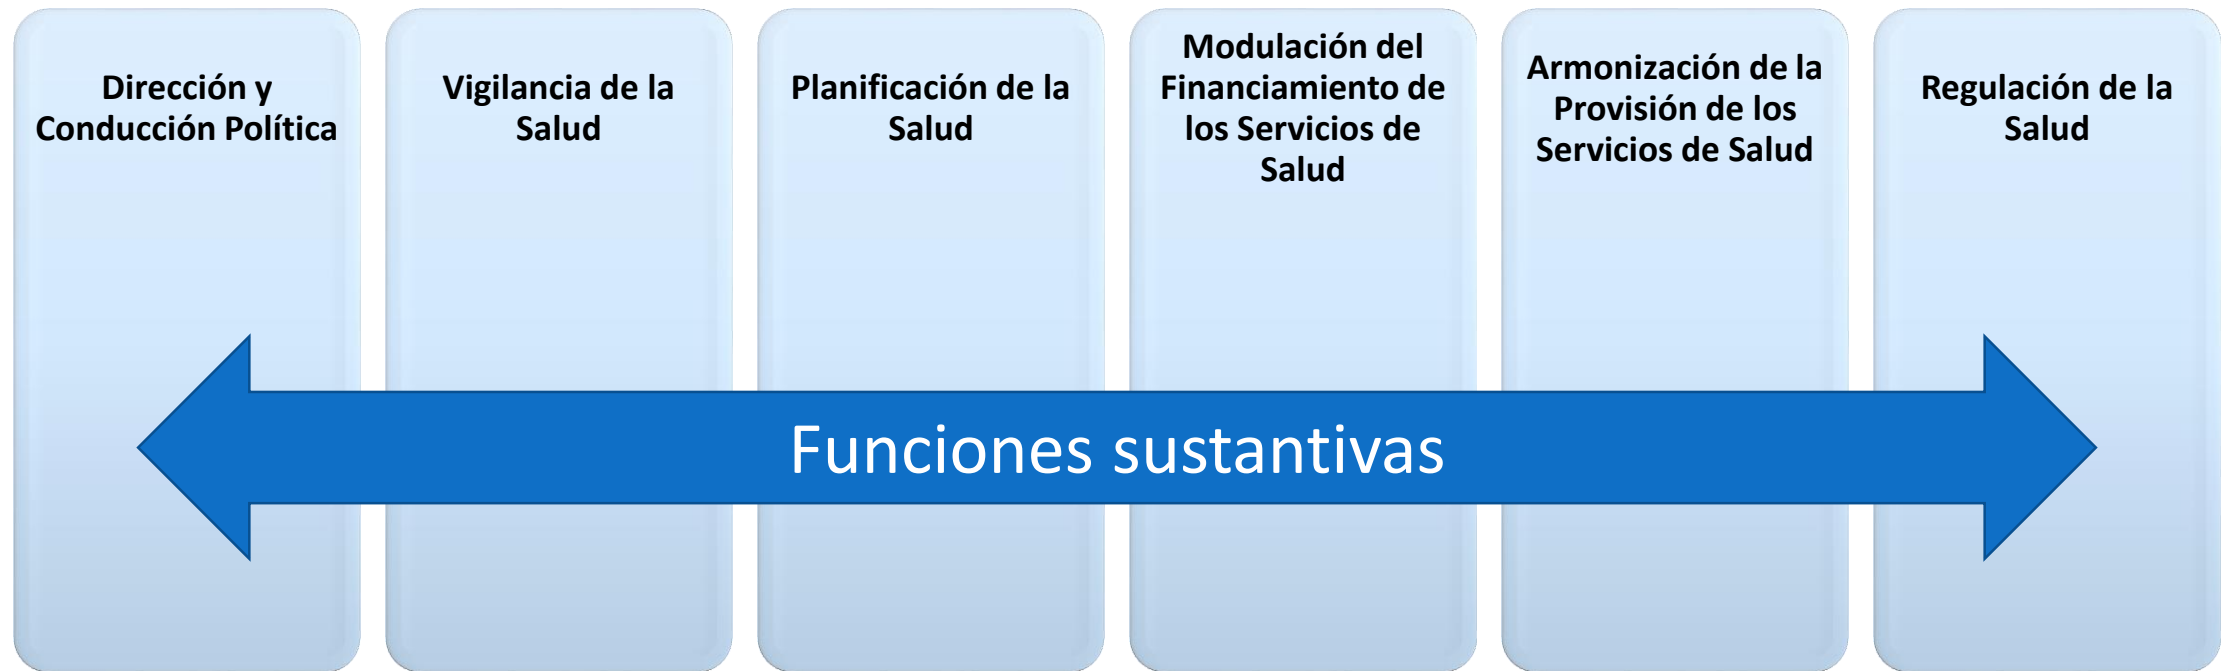 Dirección y
Conducción Política
Vigilancia de la
Salud
Planificación de la
Salud
Modulación del
Financiamiento de
los Servicios de
Salud
Armonización de la
Provisión de los
Servicios de Salud
Regulación de la
Salud
Funciones sustantivas